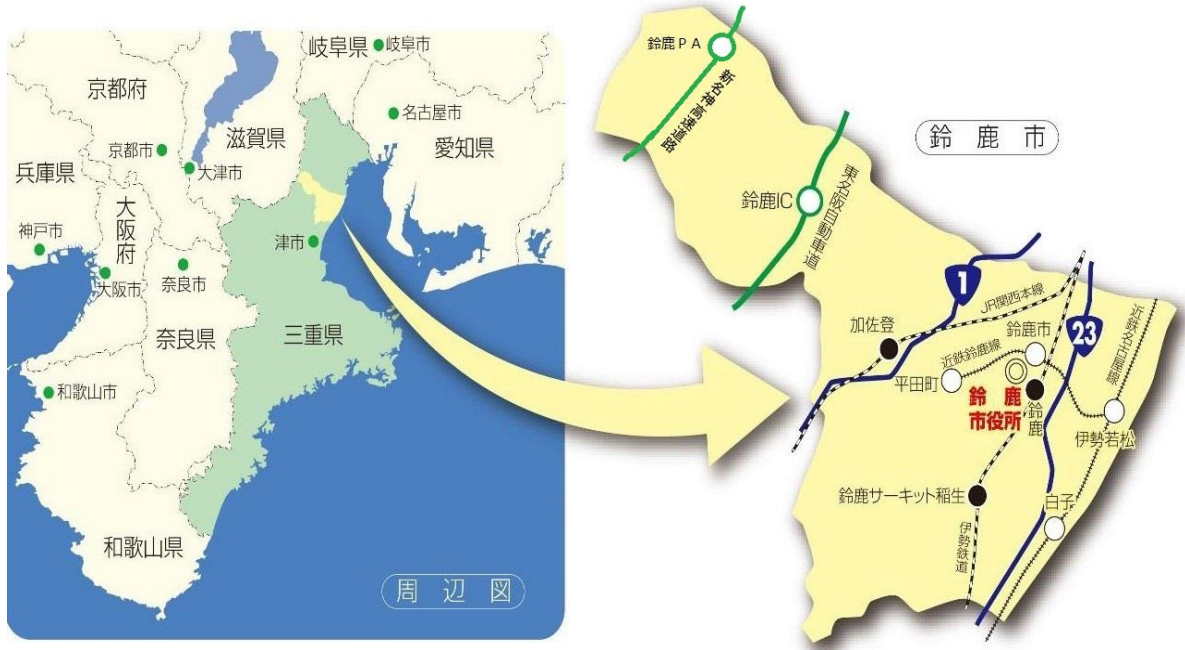 岐阜県
岐阜市
京都府
滋賀県
名古屋市
愛知県
京都市
大津市
兵庫県
大阪府
神戸市
大阪市
奈良市
津市
奈良県
三重県
和歌山市
和歌山県
周辺図
鈴鹿市
鈴鹿PA
新名神高速道路
鈴鹿IC
東名阪自動車道
1
JR関西本線
加佐登
鈴鹿市
23
近鉄名古屋線
近鉄鈴鹿線
平田町
鈴鹿
市役所
鈴鹿
伊勢若松
鈴鹿サーキット稲生
白子
伊勢鉄道